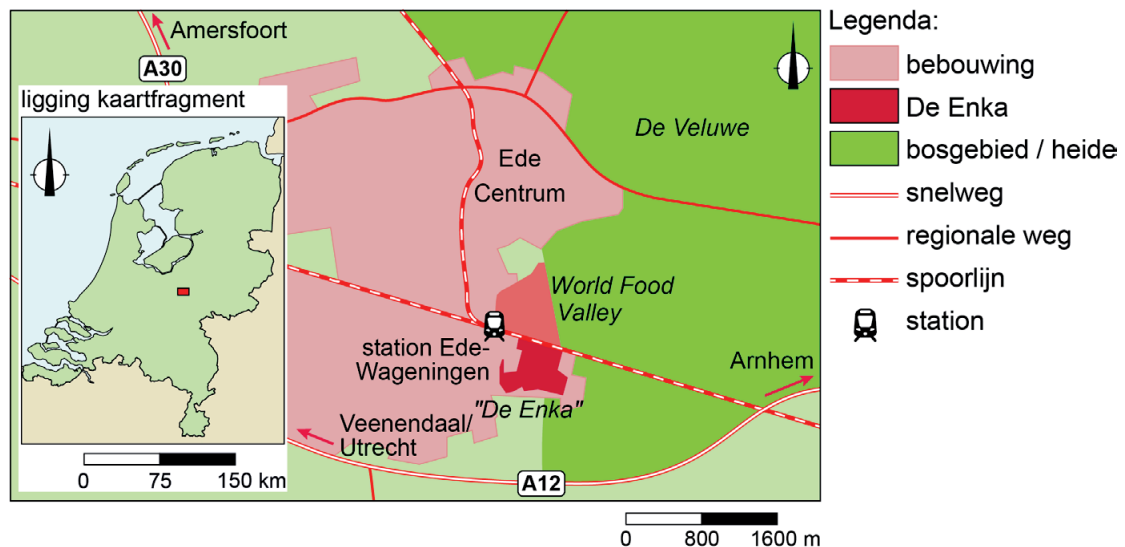 Amersfoort
A30
ligging kaartfragment
0 75 150 km
De Veluwe
Ede
Centrum
World Food
Valley
station Ede-
Wageningen
"De Enka"
Arnhem
Veenendaal/
Utrecht
A12
0 800 1600 m
Legenda:
bebouwing
De Enka
bosgebied / heide
snelweg
regionale weg
spoorlijn
station